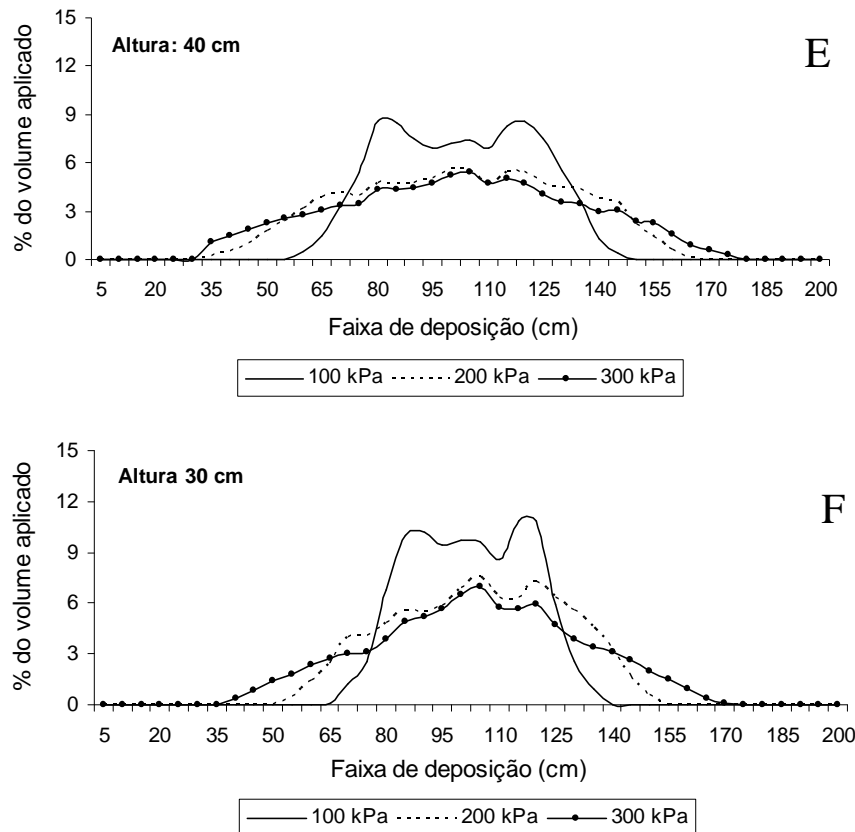 Altura: 40 cm
E
% do volume aplicado
15
12
9
6
3
0
5 20 35 50 65 80 95 110 125 140 155 170 185 200
Faixa de deposição (cm)
100 kPa 200 kPa 300 kPa
Altura 30 cm
F
% do volume aplicado
15
12
9
6
3
0
5 20 35 50 65 80 95 110 125 140 155 170 185 200
Faixa de deposição (cm)
100 kPa 200 kPa 300 kPa